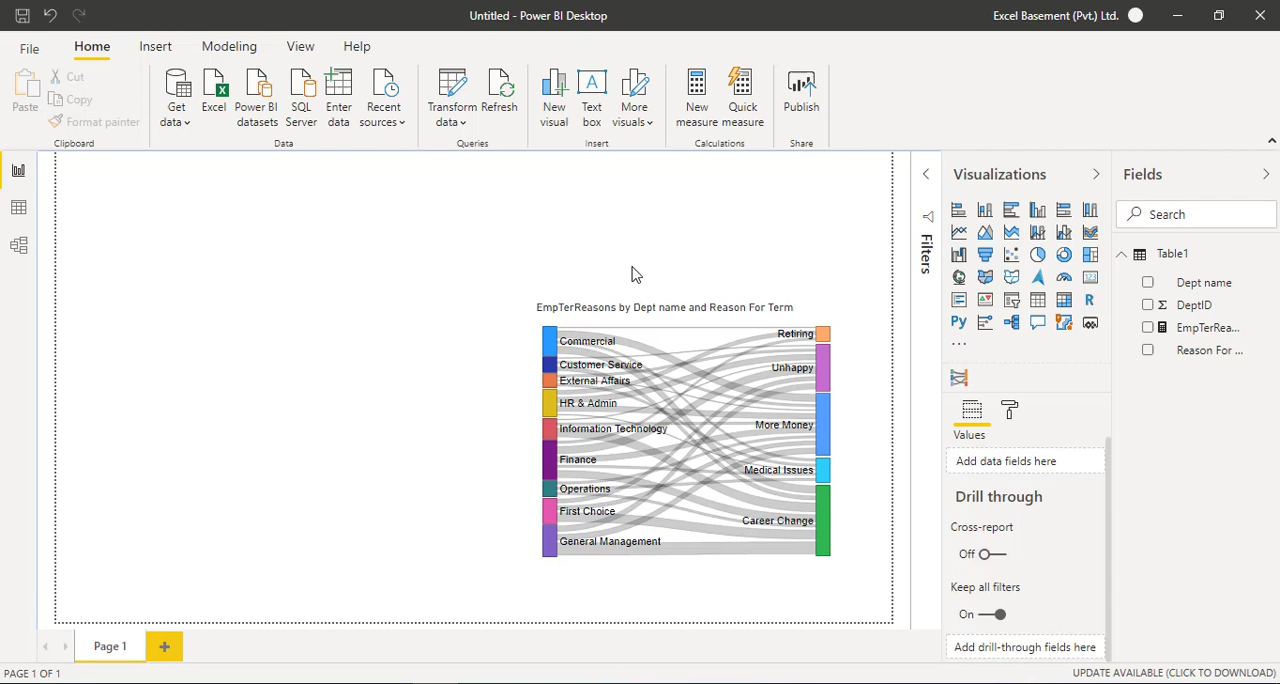 Untitled - Power BI Desktop
Excel Basement (Pvt.) Ltd.
File
Home
Insert
Modeling
View
Help
Paste
Cut
Copy
Format painter
Clipboard
Get data
Excel
Power BI datasets
SQL Server
Enter data
Recent sources
Data
Transform data
Refresh
Queries
New visual
A
Text box
More visuals
Insert
New measure
Quick measure
Calculations
Publish
Share
EmpTerReasons by Dept name and Reason For Term
Commercial
Customer Service
External Affairs
HR & Admin
Information Technology
Finance
Operations
First Choice
General Management
Retiring
Unhappy
More Money
Medical Issues
Career Change
Filters
Visualizations
123
R
Py
...
Values
Add data fields here
Drill through
Cross-report
Off
Keep all filters
On
Add drill-through fields here
Fields
Search
Table1
Dept name
Σ DeptID
EmpTerRea...
Reason For ...
Page 1
+
PAGE 1 OF 1
UPDATE AVAILABLE (CLICK TO DOWNLOAD)